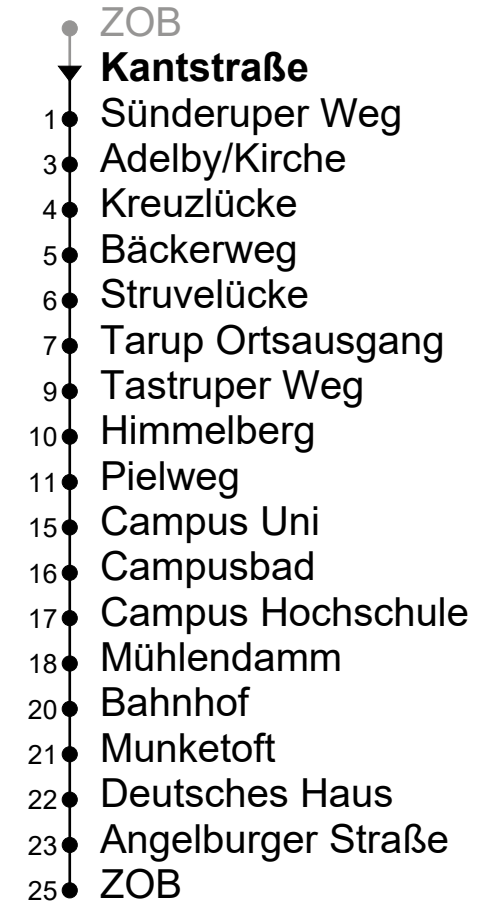 ZOB
Kantstraße
1 Sünderuper Weg
3 Adelby/Kirche
4 Kreuzlücke
5 Bäckerweg
6 Struvelücke
7 Tarup Ortsausgang
9 Tastruper Weg
10 Himmelberg
11 Pielweg
15 Campus Uni
16 Campusbad
17 Campus Hochschule
18 Mühlendamm
20 Bahnhof
21 Munketoft
22 Deutsches Haus
23 Angelburger Straße
25 ZOB